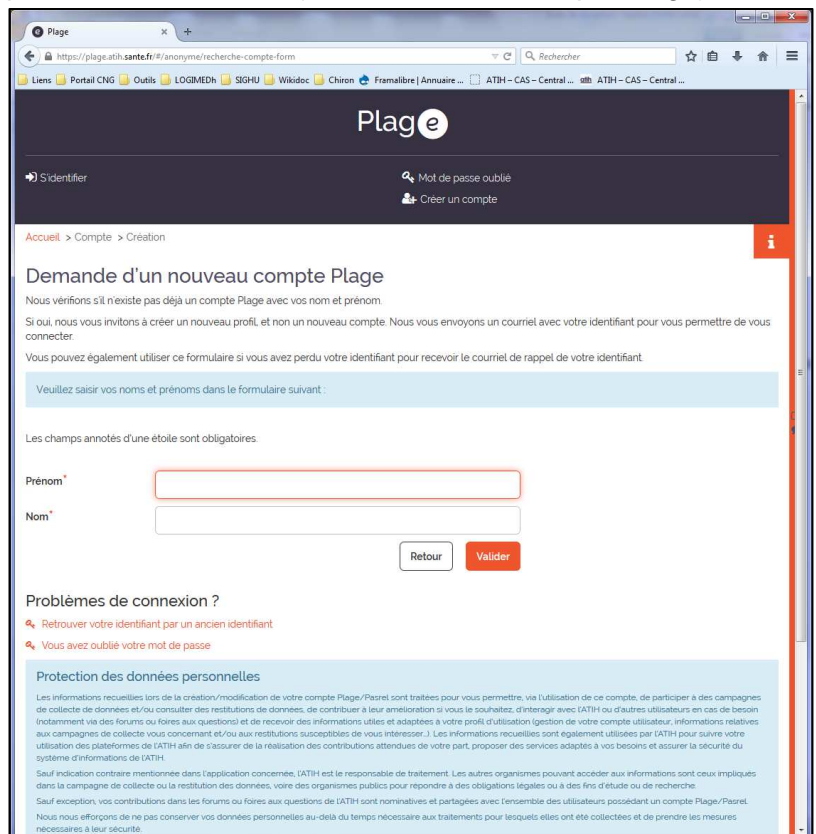 Plage
https://plage.atih.sante.fr/#/anonyme/recherche-compte-form
Rechercher
Liens Portail CNG Outils LOGIMEDh SIGHU Wikidoc Chiron Framalibre | Annuaire ... ATIH – CAS – Central ... ATIH – CAS – Central ...
Plage
S'identifier
Mot de passe oublié
Créer un compte
Accueil > Compte > Création
Demande d'un nouveau compte Plage
Nous vérifions s'il n'existe pas déjà un compte Plage avec vos nom et prénom.
Si oui, nous vous invitons à créer un nouveau profil, et non un nouveau compte. Nous vous envoyons un courriel avec votre identifiant pour vous permettre de vous
connecter.
Vous pouvez également utiliser ce formulaire si vous avez perdu votre identifiant pour recevoir le courriel de rappel de votre identifiant.
Veuillez saisir vos noms et prénoms dans le formulaire suivant :
Les champs annotés d'une étoile sont obligatoires.
Prénom*
Nom*
Retour Valider
Problèmes de connexion ?
Retrouver votre identifiant par un ancien identifiant
Vous avez oublié votre mot de passe
Protection des données personnelles
Les informations recueillies lors de la création/modification de votre compte Plage/Pasrel sont traitées pour vous permettre, via l'utilisation de ce compte, de participer à des campagnes
de collecte de données et/ou consulter des restitutions de données, de contribuer à leur amélioration si vous le souhaitez, d'interagir avec l'ATIH ou d'autres utilisateurs en cas de besoin
(notamment via des forums ou foires aux questions) et de recevoir des informations utiles et adaptées à votre profil d'utilisation (gestion de votre compte utilisateur, informations relatives
aux campagnes de collecte vous concernant et/ou aux restitutions susceptibles de vous intéresser...). Les informations recueillies sont également utilisées par l'ATIH pour suivre votre
utilisation des plateformes de l'ATIH afin de s'assurer de la réalisation des contributions attendues de votre part, proposer des services adaptés à vos besoins et assurer la sécurité du
système d'informations de l'ATIH.
Sauf indication contraire mentionnée dans l'application concernée, l'ATIH est le responsable de traitement. Les autres organismes pouvant accéder aux informations sont ceux impliqués
dans la campagne de collecte ou la restitution des données, voire des organismes publics pour répondre à des obligations légales ou à des fins d'étude ou de recherche.
Sauf exception, vos contributions dans les forums ou foires aux questions de l'ATIH sont nominatives et partagées avec l'ensemble des utilisateurs possédant un compte Plage/Pasrel.
Nous nous efforçons de ne pas conserver vos données personnelles au-delà du temps nécessaire aux traitements pour lesquels elles ont été collectées et de prendre les mesures
nécessaires à leur sécurité.